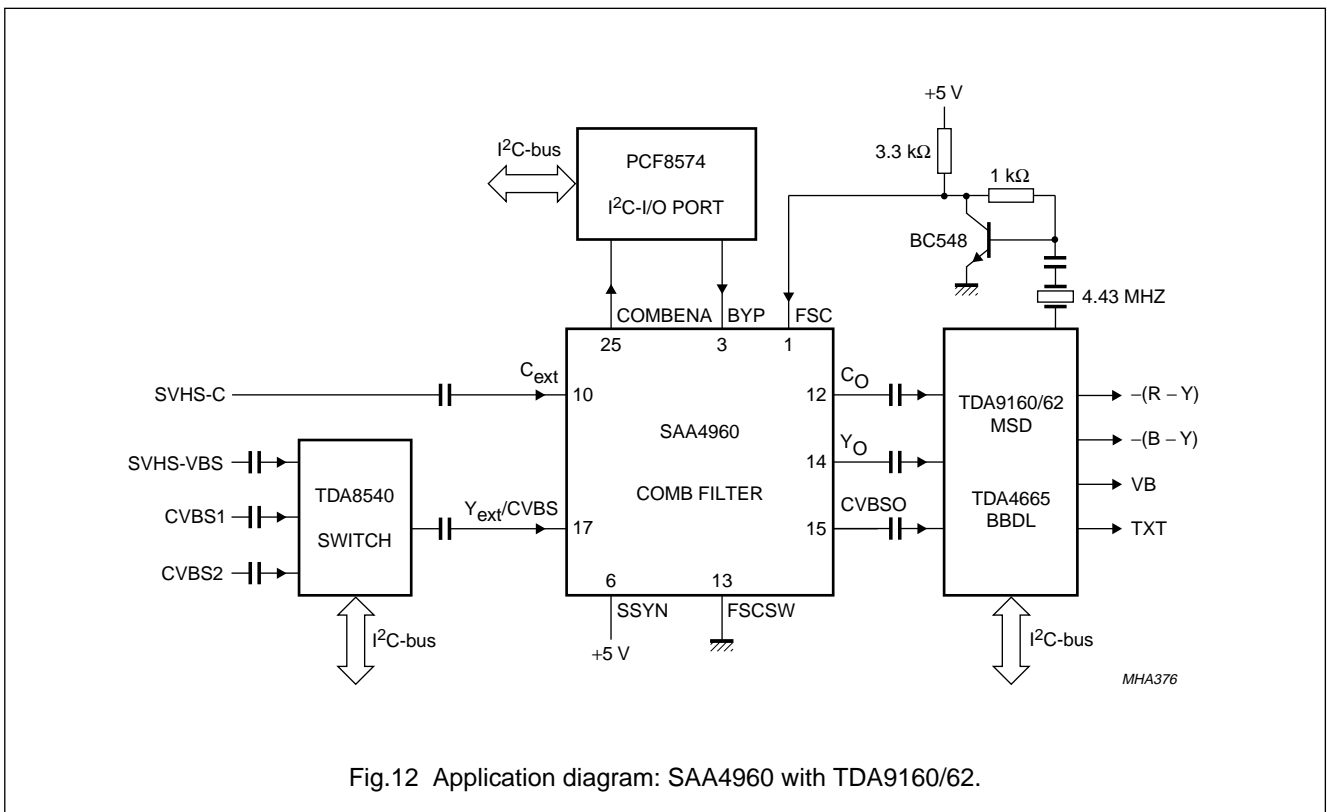 +5 V
3.3 kΩ
1 kΩ
BC548
4.43 MHZ
I²C-bus
PCF8574
I²C-I/O PORT
COMBENA
BYP
FSC
25
3
1
SVHS-C
Cext
10
SAA4960
COMB FILTER
12
CO
14
YO
15
CVBSO
SVHS-VBS
CVBS1
CVBS2
TDA8540
SWITCH
Yext/CVBS
17
I²C-bus
6
SSYN
+5 V
13
FSCSW
TDA9160/62
MSD
TDA4665
BBDL
−(R − Y)
−(B − Y)
VB
TXT
I²C-bus
MHA376
Fig.12 Application diagram: SAA4960 with TDA9160/62.